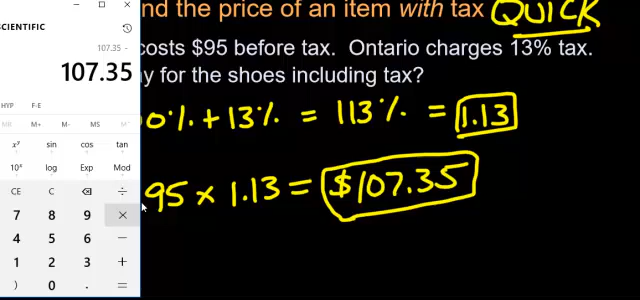 nd the price of an item with tax QUICK
costs $95 before tax. Ontario charges 13% tax.
y for the shoes including tax?
0% + 13% = 113% = 1.13
95 × 1.13 = $107.35
SCIENTIFIC
107.35 -
107.35
HYP F-E
MR M+ M- MS M˅
xʸ sin cos tan
10ˣ log Exp Mod
CE C ⌫ ÷
7 8 9 ×
4 5 6 −
1 2 3 +
) 0 . =